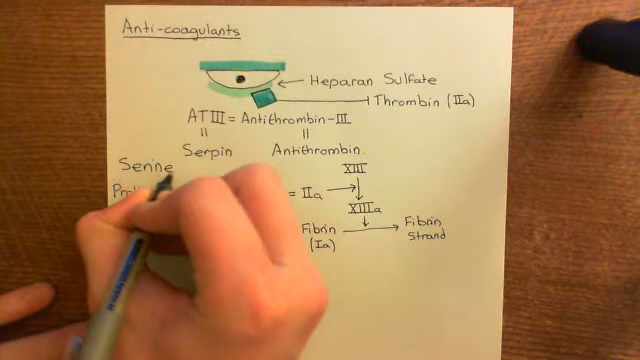 Anti-coagulants
Heparan Sulfate
Thrombin (IIa)
ATIII = Antithrombin-III
Serpin
Antithrombin.
Serine
XIII
= IIa
XIIIa
Fibrin
(Ia)
Fibrin
Strand